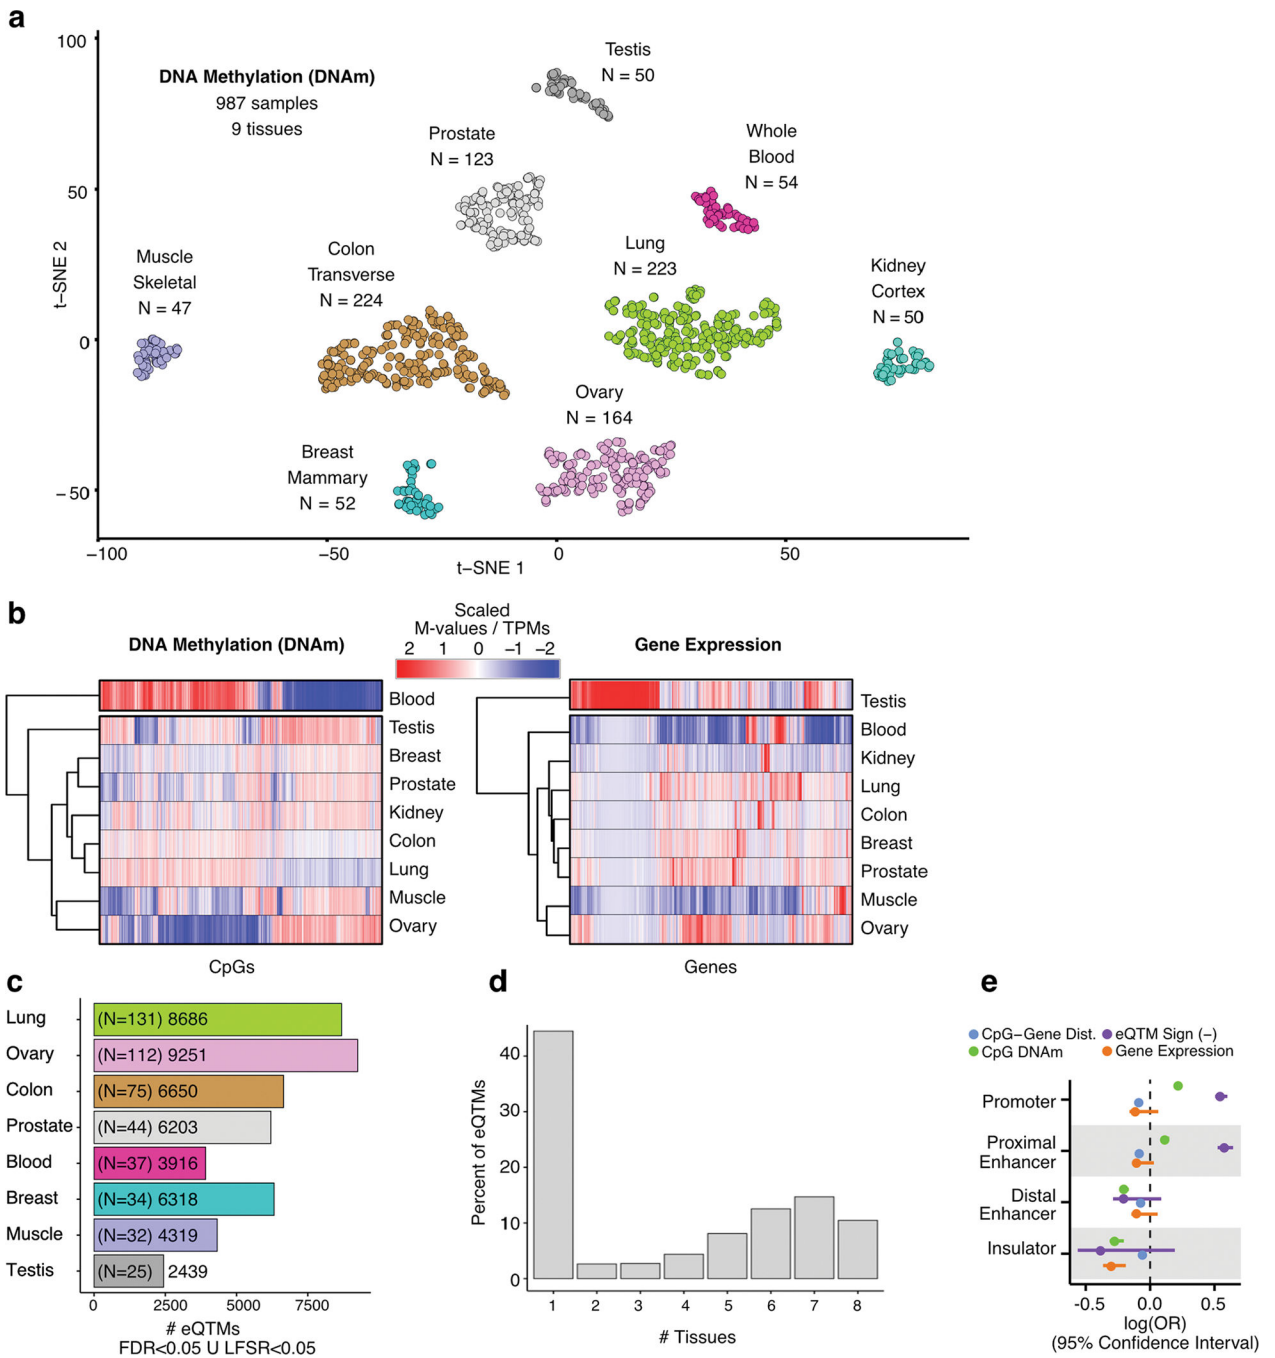 a
DNA Methylation (DNAm)
987 samples
9 tissues
Testis
N = 50
Prostate
N = 123
Whole
Blood
N = 54
Muscle
Skeletal
N = 47
Colon
Transverse
N = 224
Lung
N = 223
Kidney
Cortex
N = 50
Ovary
N = 164
Breast
Mammary
N = 52
100
50
0
−50
t−SNE 2
−100
−50
0
50
t−SNE 1
b
DNA Methylation (DNAm)
Scaled
M-values / TPMs
2 1 0 −1 −2
Gene Expression
Blood
Testis
Breast
Prostate
Kidney
Colon
Lung
Muscle
Ovary
CpGs
Testis
Blood
Kidney
Lung
Colon
Breast
Prostate
Muscle
Ovary
Genes
c
Lung (N=131) 8686
Ovary (N=112) 9251
Colon (N=75) 6650
Prostate (N=44) 6203
Blood (N=37) 3916
Breast (N=34) 6318
Muscle (N=32) 4319
Testis (N=25) 2439
0 2500 5000 7500
# eQTMs
FDR<0.05 U LFSR<0.05
d
Percent of eQTMs
40
30
20
10
0
1 2 3 4 5 6 7 8
# Tissues
e
CpG−Gene Dist. eQTM Sign (−)
CpG DNAm Gene Expression
Promoter
Proximal
Enhancer
Distal
Enhancer
Insulator
-0.5 0.0 0.5
log(OR)
(95% Confidence Interval)